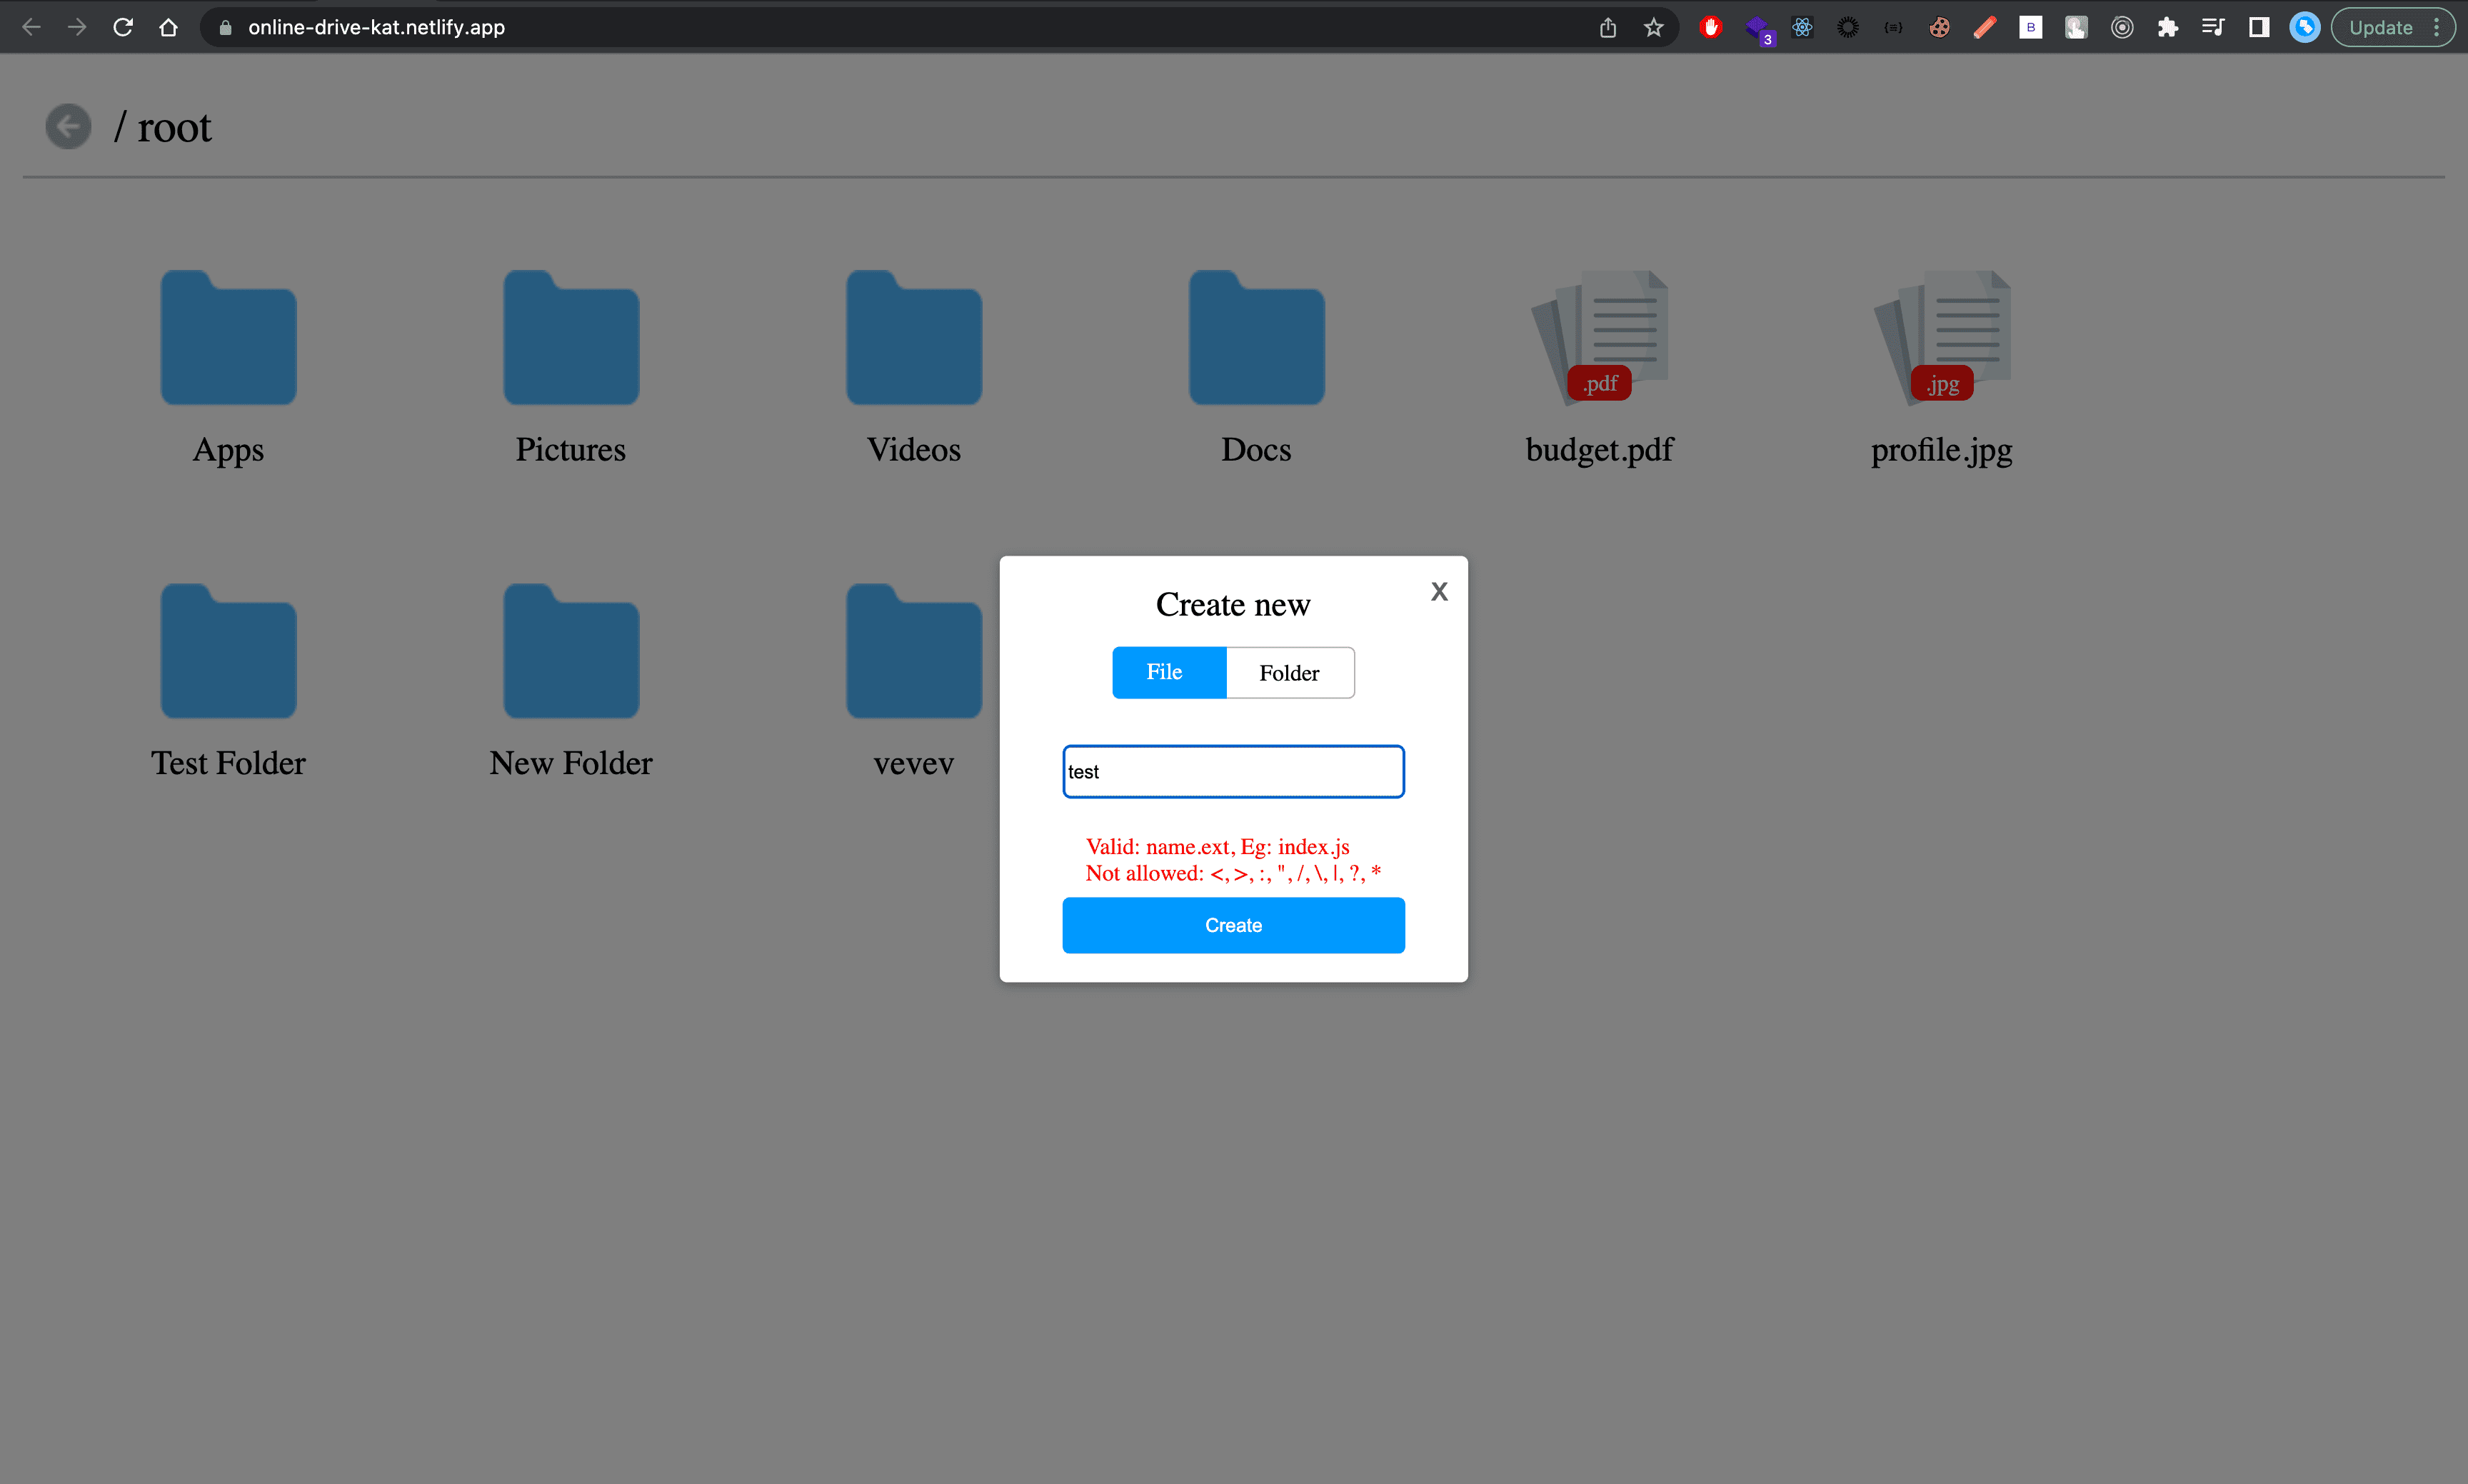 online-drive-kat.netlify.app
3
{≡}
B
Update
/ root
.pdf
.jpg
Apps
Pictures
Videos
Docs
budget.pdf
profile.jpg
Create new
X
File
Folder
test
Test Folder
New Folder
vevev
Valid: name.ext, Eg: index.js
Not allowed: <, >, :, ", /, \, |, ?, *
Create